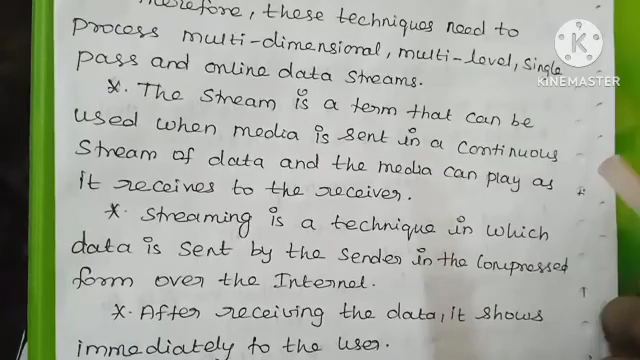 Therefore, these techniques need to
process multi-dimensional, multi-level, single
pass and online data streams.
*. The stream is a term that can be
used when media is sent in a continuous
stream of data and the media can play as
it receives to the receiver.
*. Streaming is a technique in which
data is sent by the sender in the compressed
form over the Internet.
*. After receiving the data, it shows
immediately to the user.
KINEMASTER